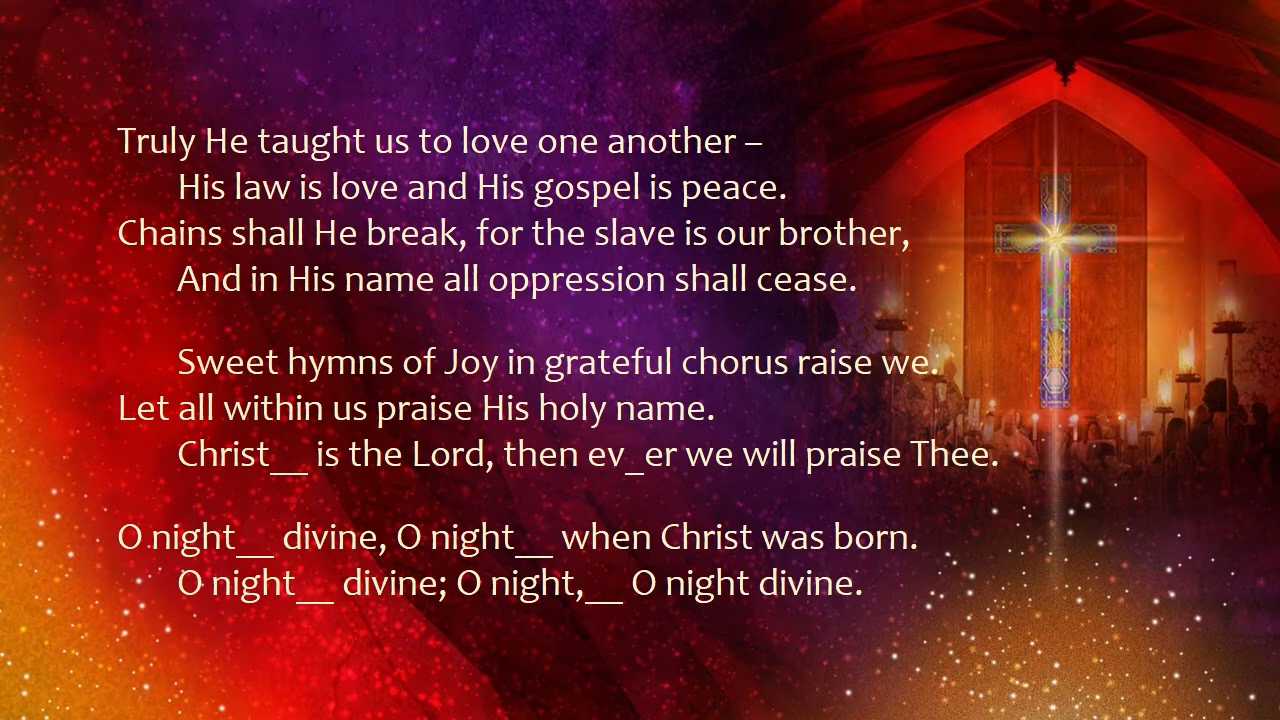 Truly He taught us to love one another –
His law is love and His gospel is peace.
Chains shall He break, for the slave is our brother,
And in His name all oppression shall cease.
Sweet hymns of Joy in grateful chorus raise we.
Let all within us praise His holy name.
Christ__ is the Lord, then ev_er we will praise Thee.
O night__ divine, O night__ when Christ was born.
O night__ divine; O night,__ O night divine.